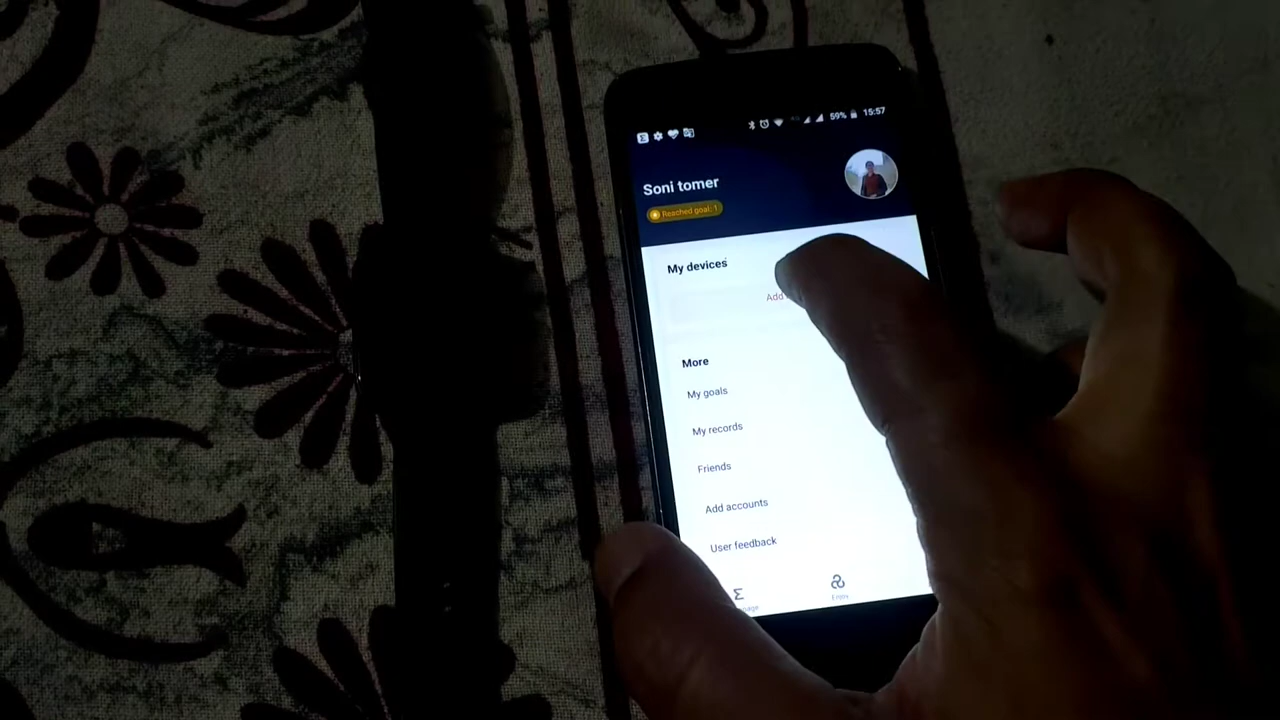 59% 15:57
Soni tomer
Reached goal: 1
My devices
Add
More
My goals
My records
Friends
Add accounts
User feedback
Enjoy